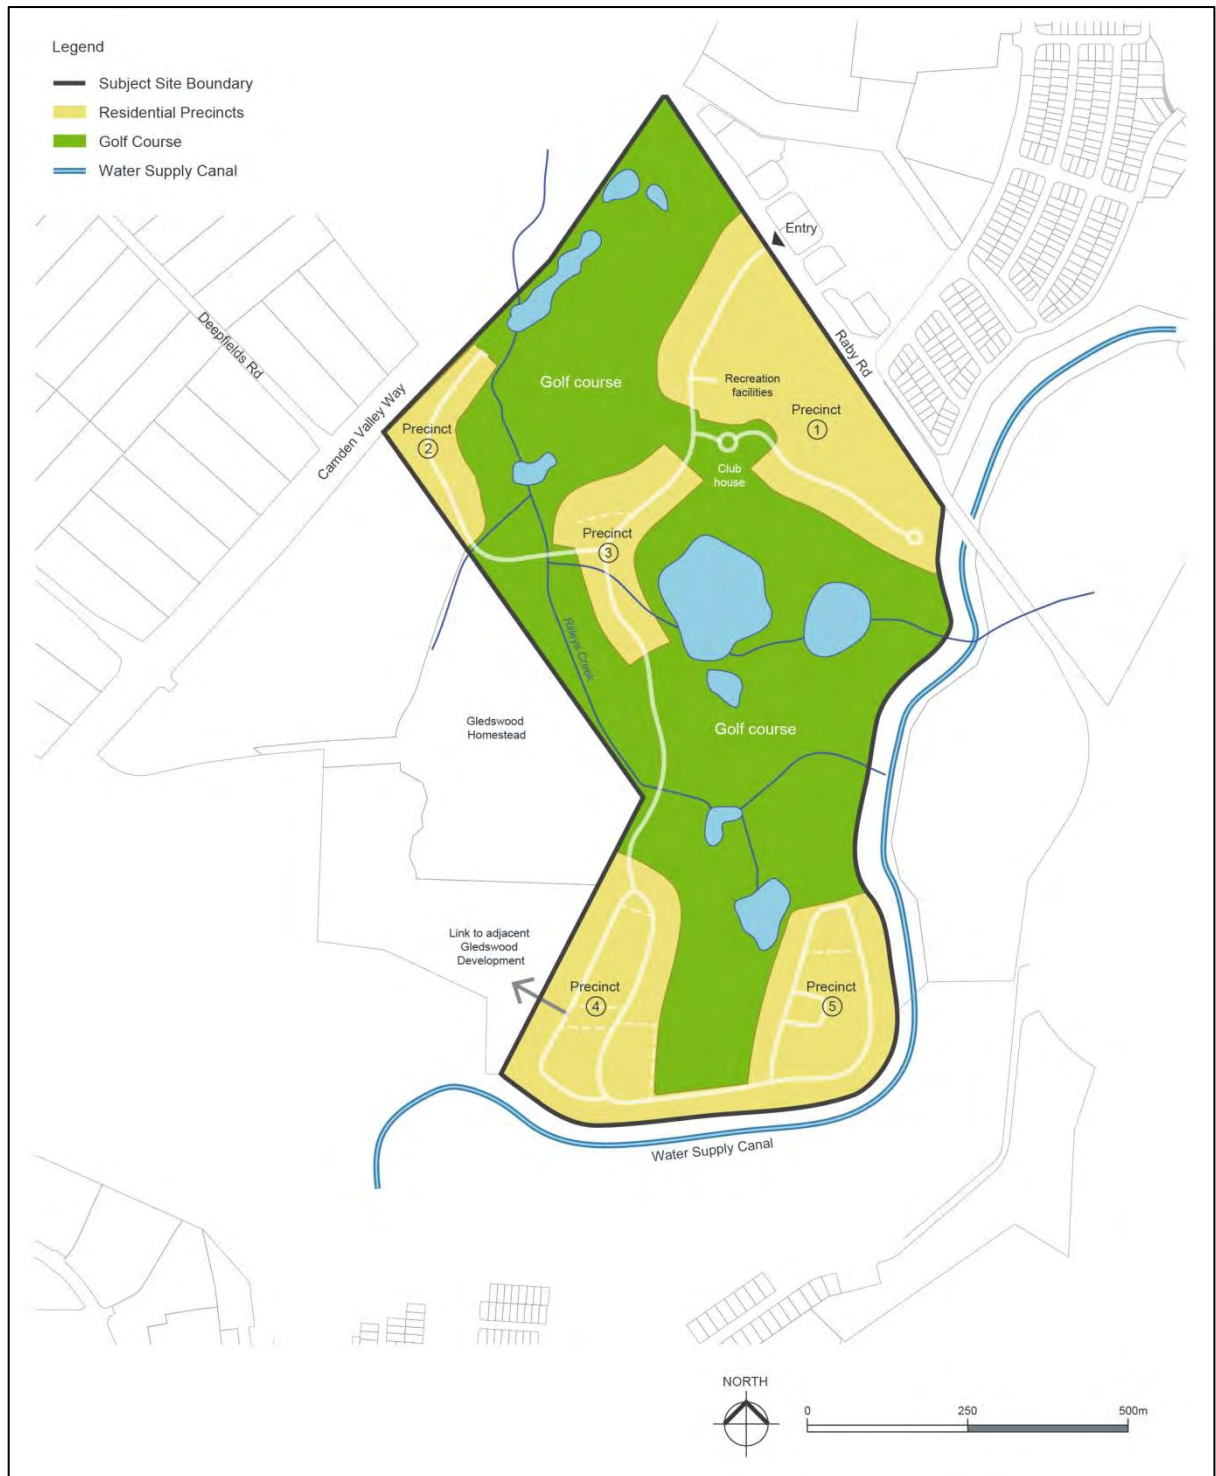 Legend
Subject Site Boundary
Residential Precincts
Golf Course
Water Supply Canal
Entry
Deepfields Rd
Raby Rd
Golf course
Recreation
facilities
Camden Valley Way
Precinct
1
Precinct
2
Club
house
Precinct
3
Rileys Creek
Gledswood
Homestead
Golf course
Link to adjacent
Gledswood
Development
Precinct
4
Precinct
5
Water Supply Canal
NORTH
0
250
500m